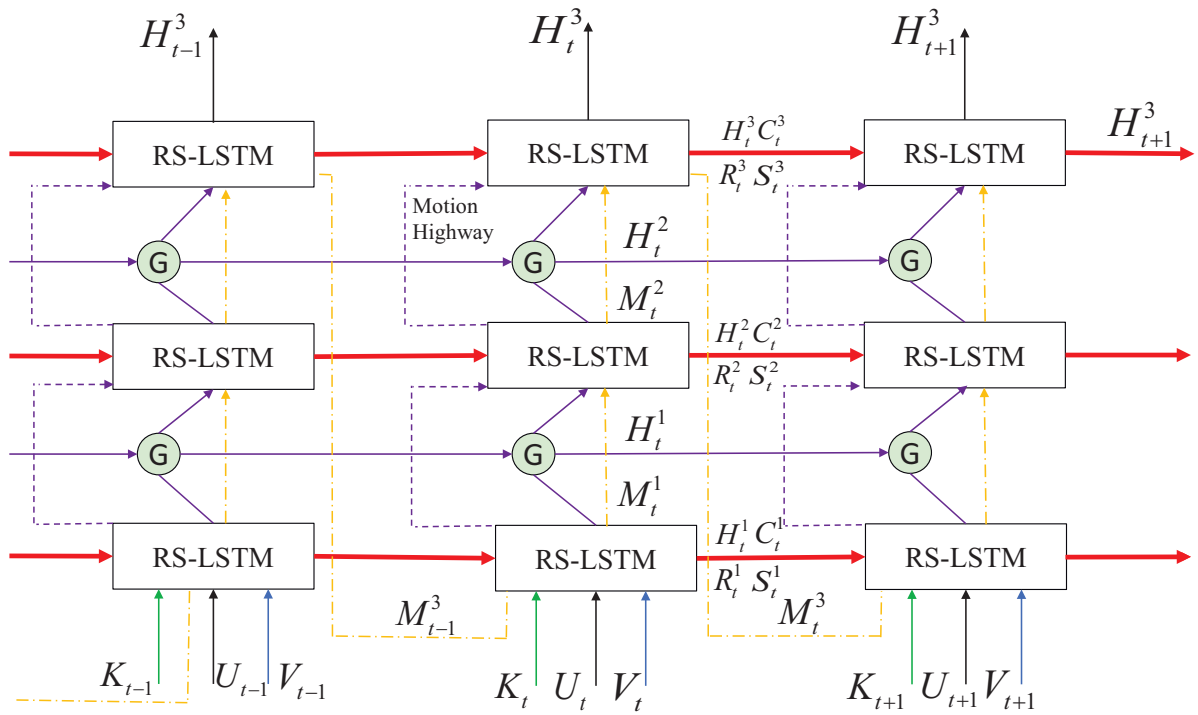 H^3_{t-1} H^3_t H^3_{t+1}
H^3_t C^3_t H^3_{t+1}
RS-LSTM RS-LSTM RS-LSTM
R^3_t S^3_t
Motion
Highway
H^2_t
G G G
M^2_t
H^2_t C^2_t
RS-LSTM RS-LSTM RS-LSTM
R^2_t S^2_t
H^1_t
G G G
M^1_t
H^1_t C^1_t
RS-LSTM RS-LSTM RS-LSTM
R^1_t S^1_t
M^3_{t-1} M^3_t
K_{t-1} U_{t-1} V_{t-1} K_t U_t V_t K_{t+1} U_{t+1} V_{t+1}